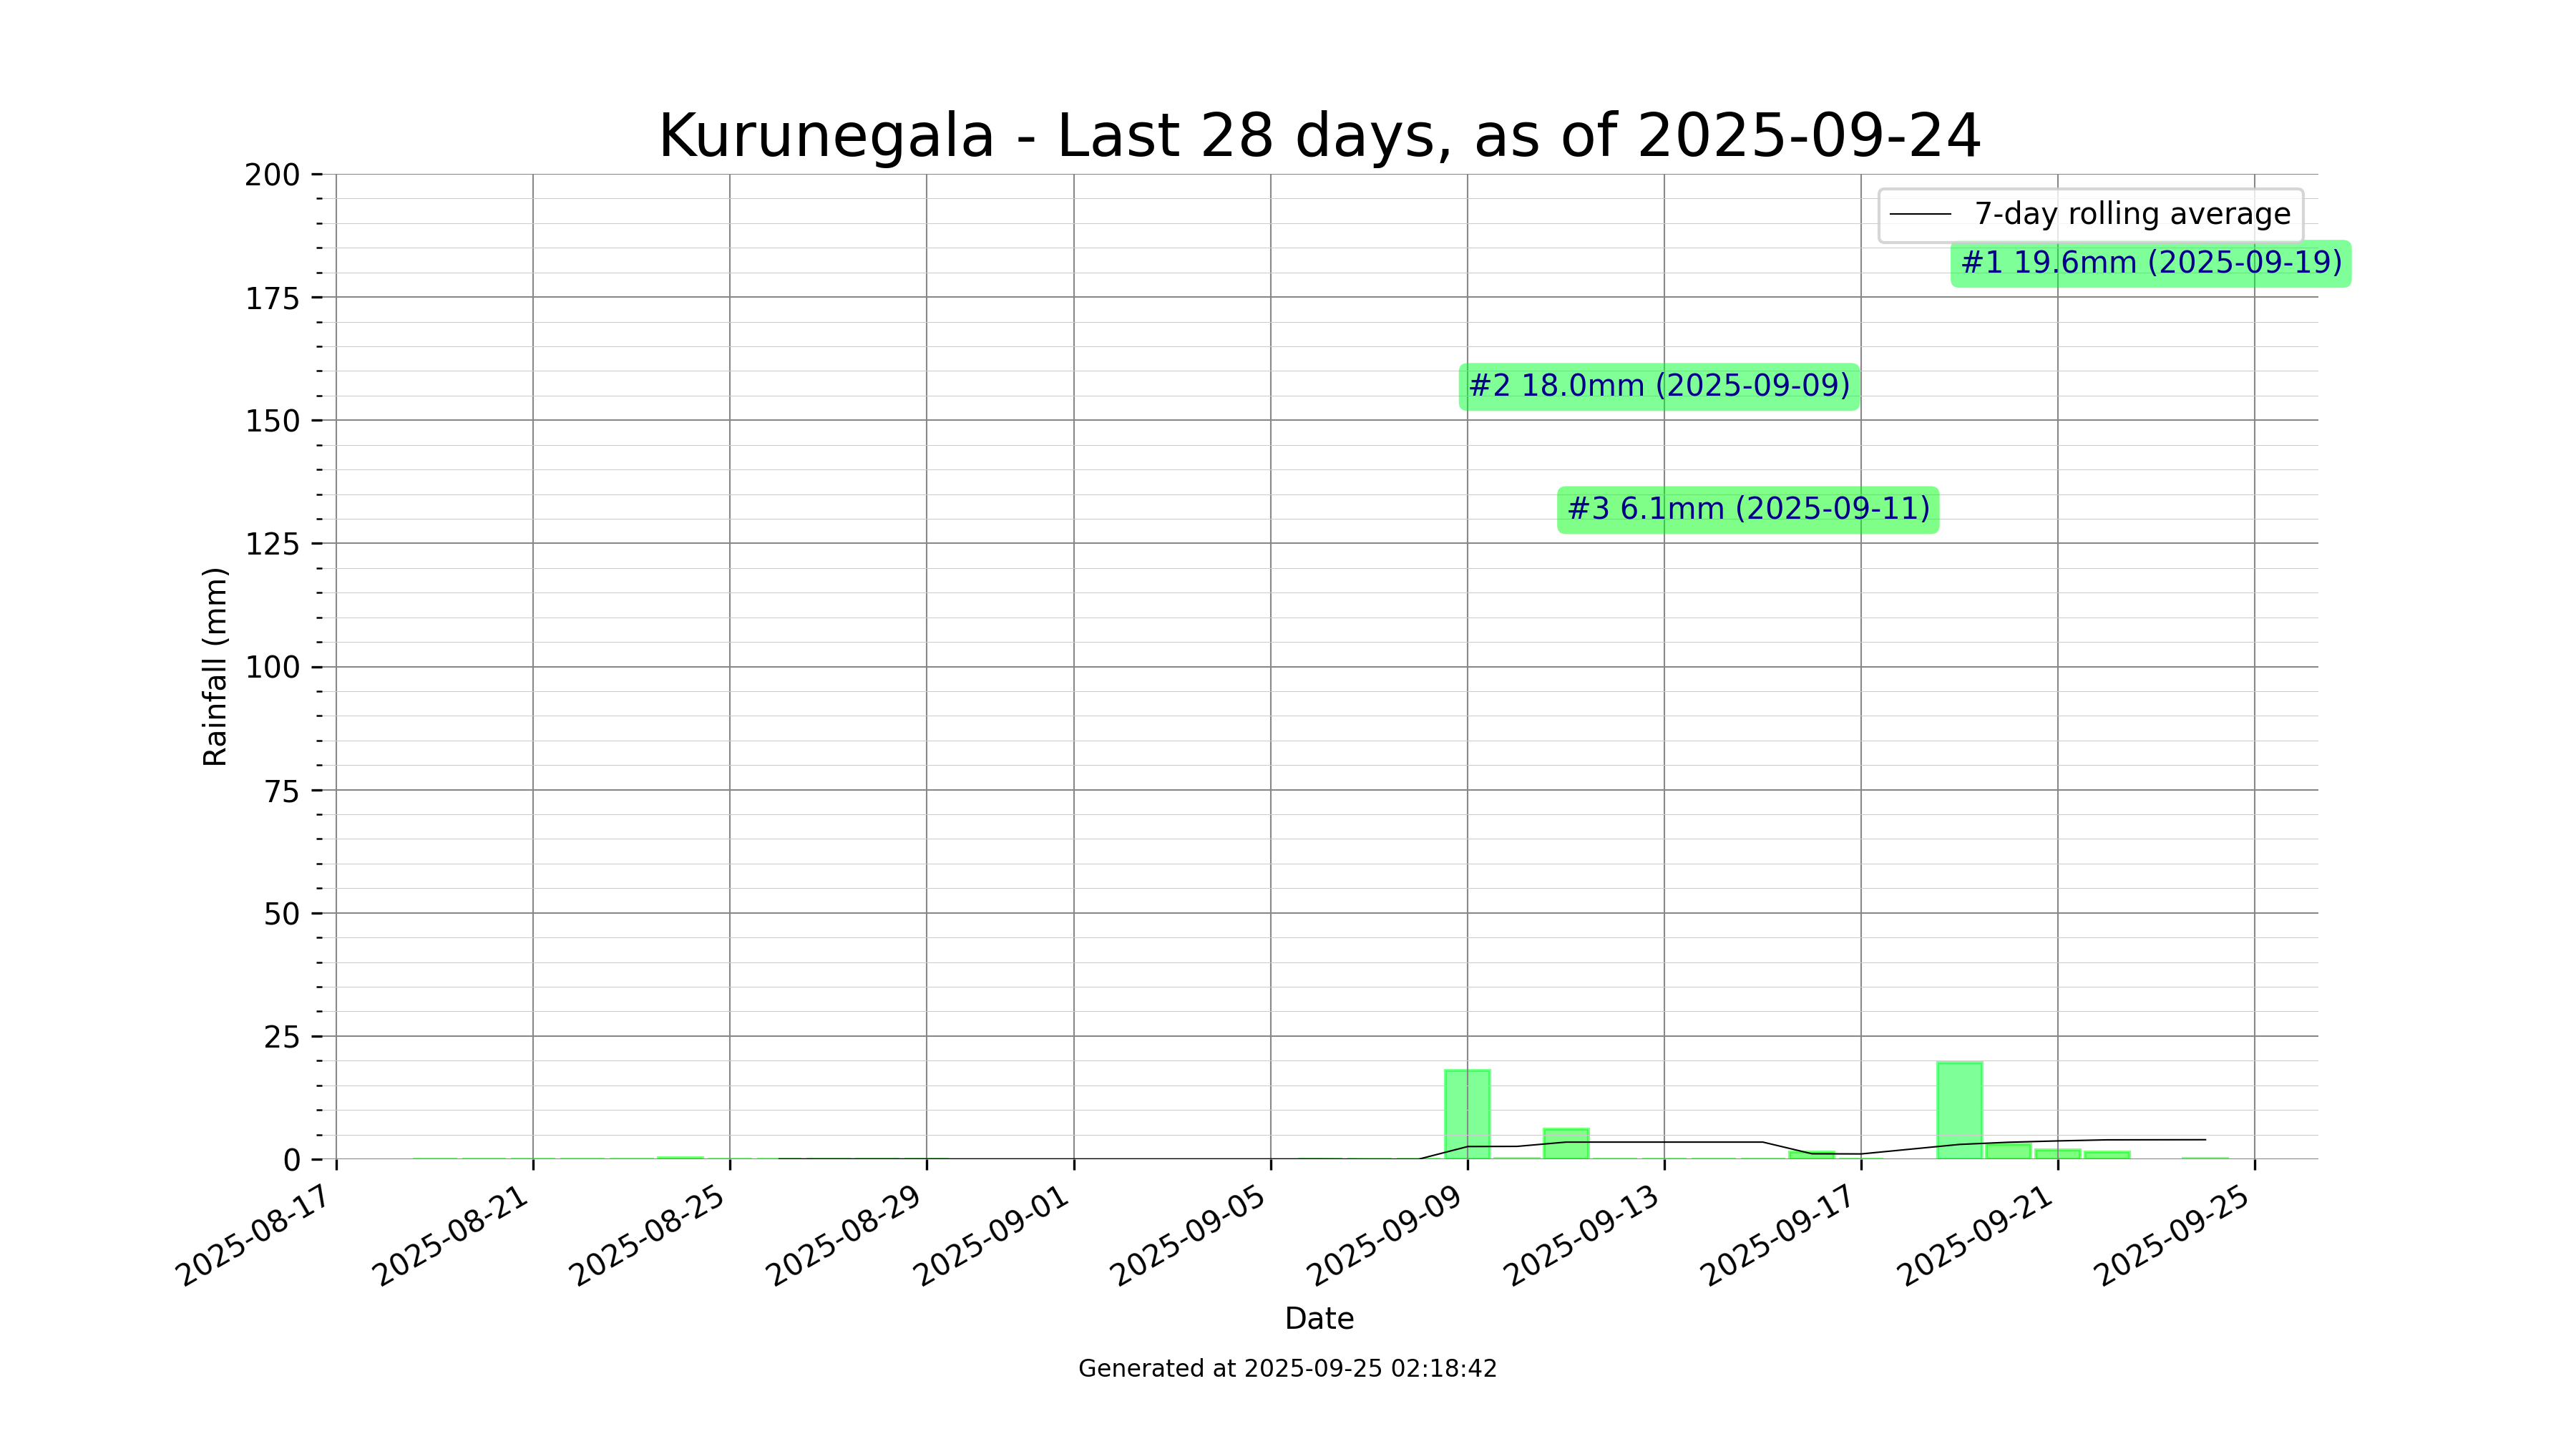 Kurunegala - Last 28 days, as of 2025-09-24
200
175
150
125
100
75
50
25
0
Rainfall (mm)
7-day rolling average
#1 19.6mm (2025-09-19)
#2 18.0mm (2025-09-09)
#3 6.1mm (2025-09-11)
2025-08-17
2025-08-21
2025-08-25
2025-08-29
2025-09-01
2025-09-05
2025-09-09
2025-09-13
2025-09-17
2025-09-21
2025-09-25
Date
Generated at 2025-09-25 02:18:42